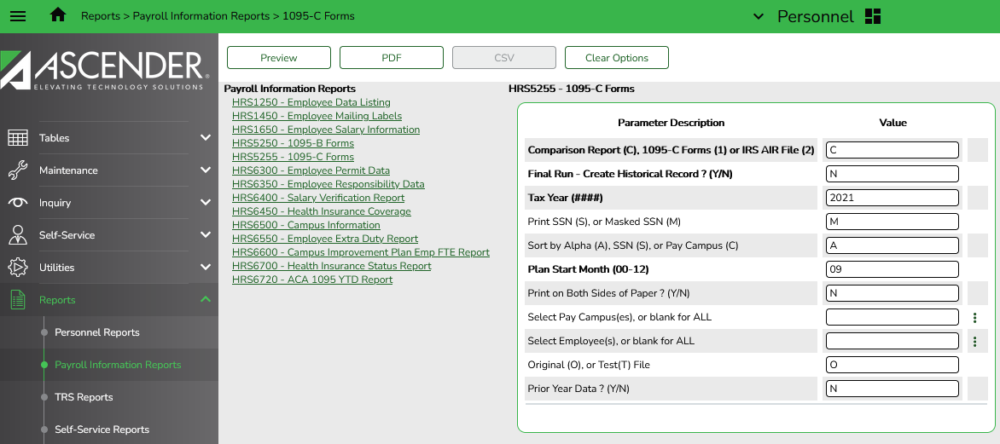 Reports > Payroll Information Reports > 1095-C Forms
Personnel
ASCENDER®
ELEVATING TECHNOLOGY SOLUTIONS
Tables
Maintenance
Inquiry
Self-Service
Utilities
Reports
Personnel Reports
Payroll Information Reports
TRS Reports
Self-Service Reports
Preview PDF CSV Clear Options
Payroll Information Reports
HRS1250 - Employee Data Listing
HRS1450 - Employee Mailing Labels
HRS1650 - Employee Salary Information
HRS5250 - 1095-B Forms
HRS5255 - 1095-C Forms
HRS6300 - Employee Permit Data
HRS6350 - Employee Responsibility Data
HRS6400 - Salary Verification Report
HRS6450 - Health Insurance Coverage
HRS6500 - Campus Information
HRS6550 - Employee Extra Duty Report
HRS6600 - Campus Improvement Plan Emp FTE Report
HRS6700 - Health Insurance Status Report
HRS6720 - ACA 1095 YTD Report
HRS5255 - 1095-C Forms
Parameter Description Value
Comparison Report (C), 1095-C Forms (1) or IRS AIR File (2) C
Final Run - Create Historical Record ? (Y/N) N
Tax Year (####) 2021
Print SSN (S), or Masked SSN (M) M
Sort by Alpha (A), SSN (S), or Pay Campus (C) A
Plan Start Month (00-12) 09
Print on Both Sides of Paper ? (Y/N) N
Select Pay Campus(es), or blank for ALL
Select Employee(s), or blank for ALL
Original (O), or Test(T) File O
Prior Year Data ? (Y/N) N